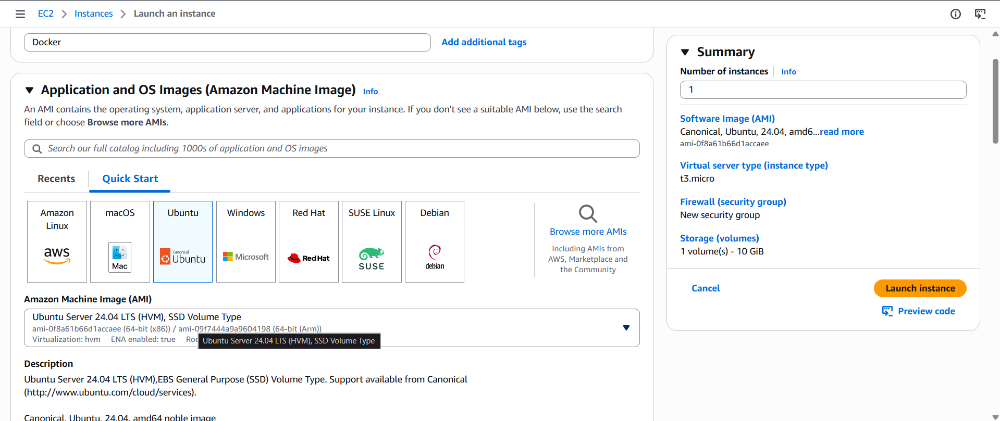 EC2 > Instances > Launch an instance
Docker
Add additional tags
Application and OS Images (Amazon Machine Image) Info
An AMI contains the operating system, application server, and applications for your instance. If you don't see a suitable AMI below, use the search
field or choose Browse more AMIs.
Search our full catalog including 1000s of application and OS images
Recents
Quick Start
Amazon
Linux
aws
macOS
Mac
Ubuntu
Canonical
Ubuntu
Windows
Microsoft
Red Hat
Red Hat
SUSE Linux
SUSE
Debian
debian
Browse more AMIs
Including AMIs from
AWS, Marketplace and
the Community
Amazon Machine Image (AMI)
Ubuntu Server 24.04 LTS (HVM), SSD Volume Type
ami-0f8a61b66d1accaee (64-bit (x86)) / ami-09f7444a9a9604198 (64-bit (Arm))
Virtualization: hvm ENA enabled: true
Ubuntu Server 24.04 LTS (HVM), SSD Volume Type
Description
Ubuntu Server 24.04 LTS (HVM),EBS General Purpose (SSD) Volume Type. Support available from Canonical
(http://www.ubuntu.com/cloud/services).
Canonical, Ubuntu, 24.04, amd64 noble image
Summary
Number of instances Info
1
Software Image (AMI)
Canonical, Ubuntu, 24.04, amd6...read more
ami-0f8a61b66d1accaee
Virtual server type (instance type)
t3.micro
Firewall (security group)
New security group
Storage (volumes)
1 volume(s) - 10 GiB
Cancel
Launch instance
Preview code